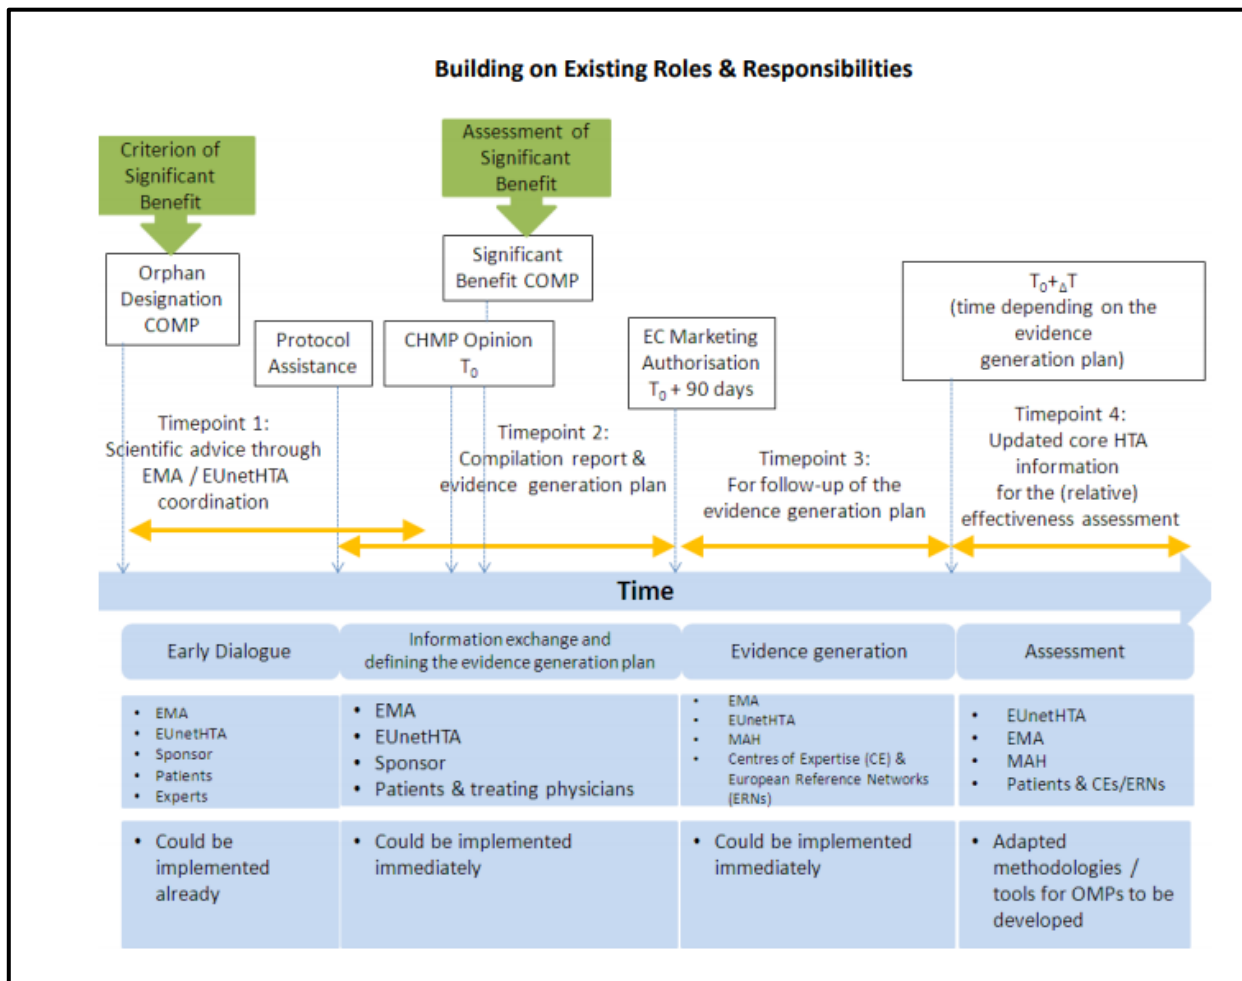 Building on Existing Roles & Responsibilities
Criterion of
Significant
Benefit
Assessment of
Significant
Benefit
Orphan
Designation
COMP
Significant
Benefit COMP
Protocol
Assistance
CHMP Opinion
T₀
EC Marketing
Authorisation
T₀ + 90 days
T₀+ΔT
(time depending on the
evidence
generation plan)
Timepoint 1:
Scientific advice through
EMA / EUnetHTA
coordination
Timepoint 2:
Compilation report &
evidence generation plan
Timepoint 3:
For follow-up of the
evidence generation plan
Timepoint 4:
Updated core HTA
information
for the (relative)
effectiveness assessment
Time
Early Dialogue
Information exchange and
defining the evidence generation plan
Evidence generation
Assessment
• EMA
• EUnetHTA
• Sponsor
• Patients
• Experts
• EMA
• EUnetHTA
• Sponsor
• Patients & treating physicians
• EMA
• EUnetHTA
• MAH
• Centres of Expertise (CE) &
European Reference Networks
(ERNs)
• EUnetHTA
• EMA
• MAH
• Patients & CEs/ERNs
• Could be
implemented
already
• Could be implemented
immediately
• Could be implemented
immediately
• Adapted
methodologies /
tools for OMPs to be
developed